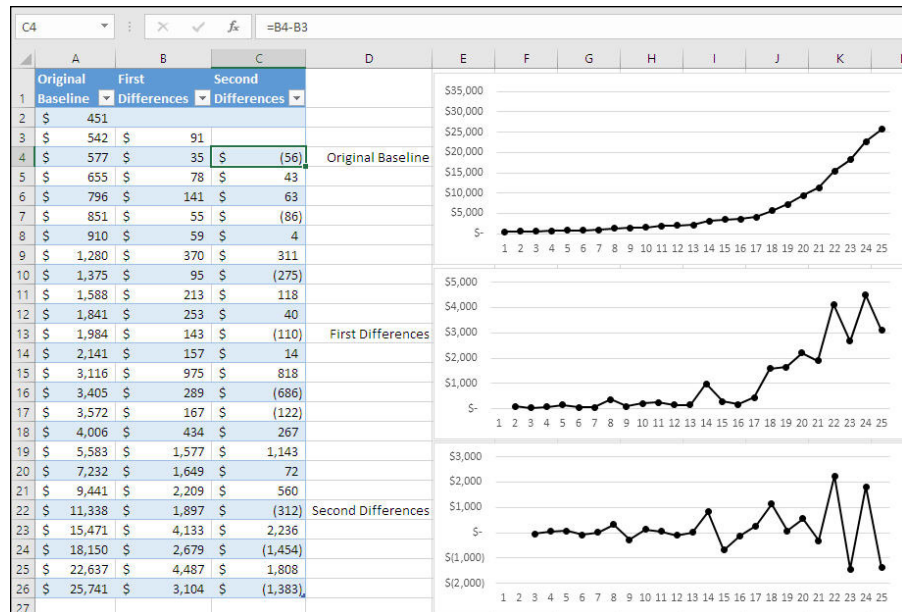 C4 fx =B4-B3
A B C D E F G H I J K
Original First Second
1 Baseline Differences Differences
2 $ 451
3 $ 542 $ 91
4 $ 577 $ 35 $ (56) Original Baseline
5 $ 655 $ 78 $ 43
6 $ 796 $ 141 $ 63
7 $ 851 $ 55 $ (86)
8 $ 910 $ 59 $ 4
9 $ 1,280 $ 370 $ 311
10 $ 1,375 $ 95 $ (275)
11 $ 1,588 $ 213 $ 118
12 $ 1,841 $ 253 $ 40
13 $ 1,984 $ 143 $ (110) First Differences
14 $ 2,141 $ 157 $ 14
15 $ 3,116 $ 975 $ 818
16 $ 3,405 $ 289 $ (686)
17 $ 3,572 $ 167 $ (122)
18 $ 4,006 $ 434 $ 267
19 $ 5,583 $ 1,577 $ 1,143
20 $ 7,232 $ 1,649 $ 72
21 $ 9,441 $ 2,209 $ 560
22 $ 11,338 $ 1,897 $ (312) Second Differences
23 $ 15,471 $ 4,133 $ 2,236
24 $ 18,150 $ 2,679 $ (1,454)
25 $ 22,637 $ 4,487 $ 1,808
26 $ 25,741 $ 3,104 $ (1,383)
27
$35,000
$30,000
$25,000
$20,000
$15,000
$10,000
$5,000
$-
1 2 3 4 5 6 7 8 9 10 11 12 13 14 15 16 17 18 19 20 21 22 23 24 25
$5,000
$4,000
$3,000
$2,000
$1,000
$-
1 2 3 4 5 6 7 8 9 10 11 12 13 14 15 16 17 18 19 20 21 22 23 24 25
$3,000
$2,000
$1,000
$-
$(1,000)
$(2,000)
1 2 3 4 5 6 7 8 9 10 11 12 13 14 15 16 17 18 19 20 21 22 23 24 25